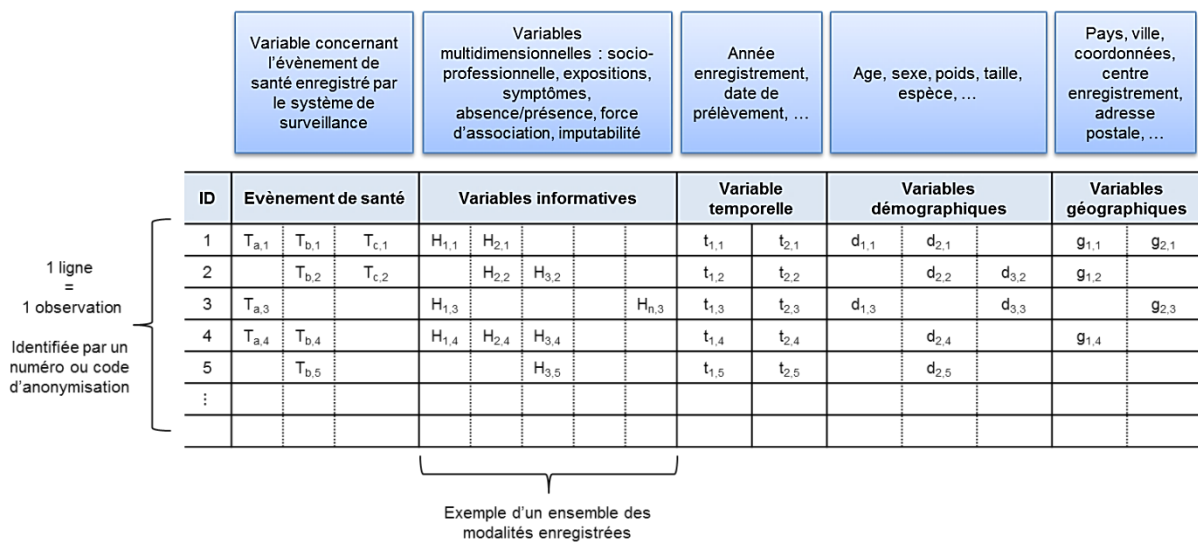 Variable concernant
l'évènement de
santé enregistré par
le système de
surveillance
Variables
multidimensionnelles : socio-
professionnelle, expositions,
symptômes,
absence/présence, force
d'association, imputabilité
Année
enregistrement,
date de
prélèvement, …
Age, sexe, poids, taille,
espèce, …
Pays, ville,
coordonnées,
centre
enregistrement,
adresse
postale, …
ID Evènement de santé Variables informatives Variable temporelle Variables démographiques Variables géographiques
1 Ta,1 Tb,1 Tc,1 H1,1 H2,1 t1,1 t2,1 d1,1 d2,1 g1,1 g2,1
2 Tb,2 Tc,2 H2,2 H3,2 t1,2 t2,2 d2,2 d3,2 g1,2
3 Ta,3 H1,3 Hn,3 t1,3 t2,3 d1,3 d3,3 g2,3
4 Ta,4 Tb,4 H1,4 H2,4 H3,4 t1,4 t2,4 d2,4 g1,4
5 Tb,5 H3,5 t1,5 t2,5 d2,5
⋮
1 ligne
=
1 observation
Identifiée par un
numéro ou code
d'anonymisation
Exemple d'un ensemble des
modalités enregistrées